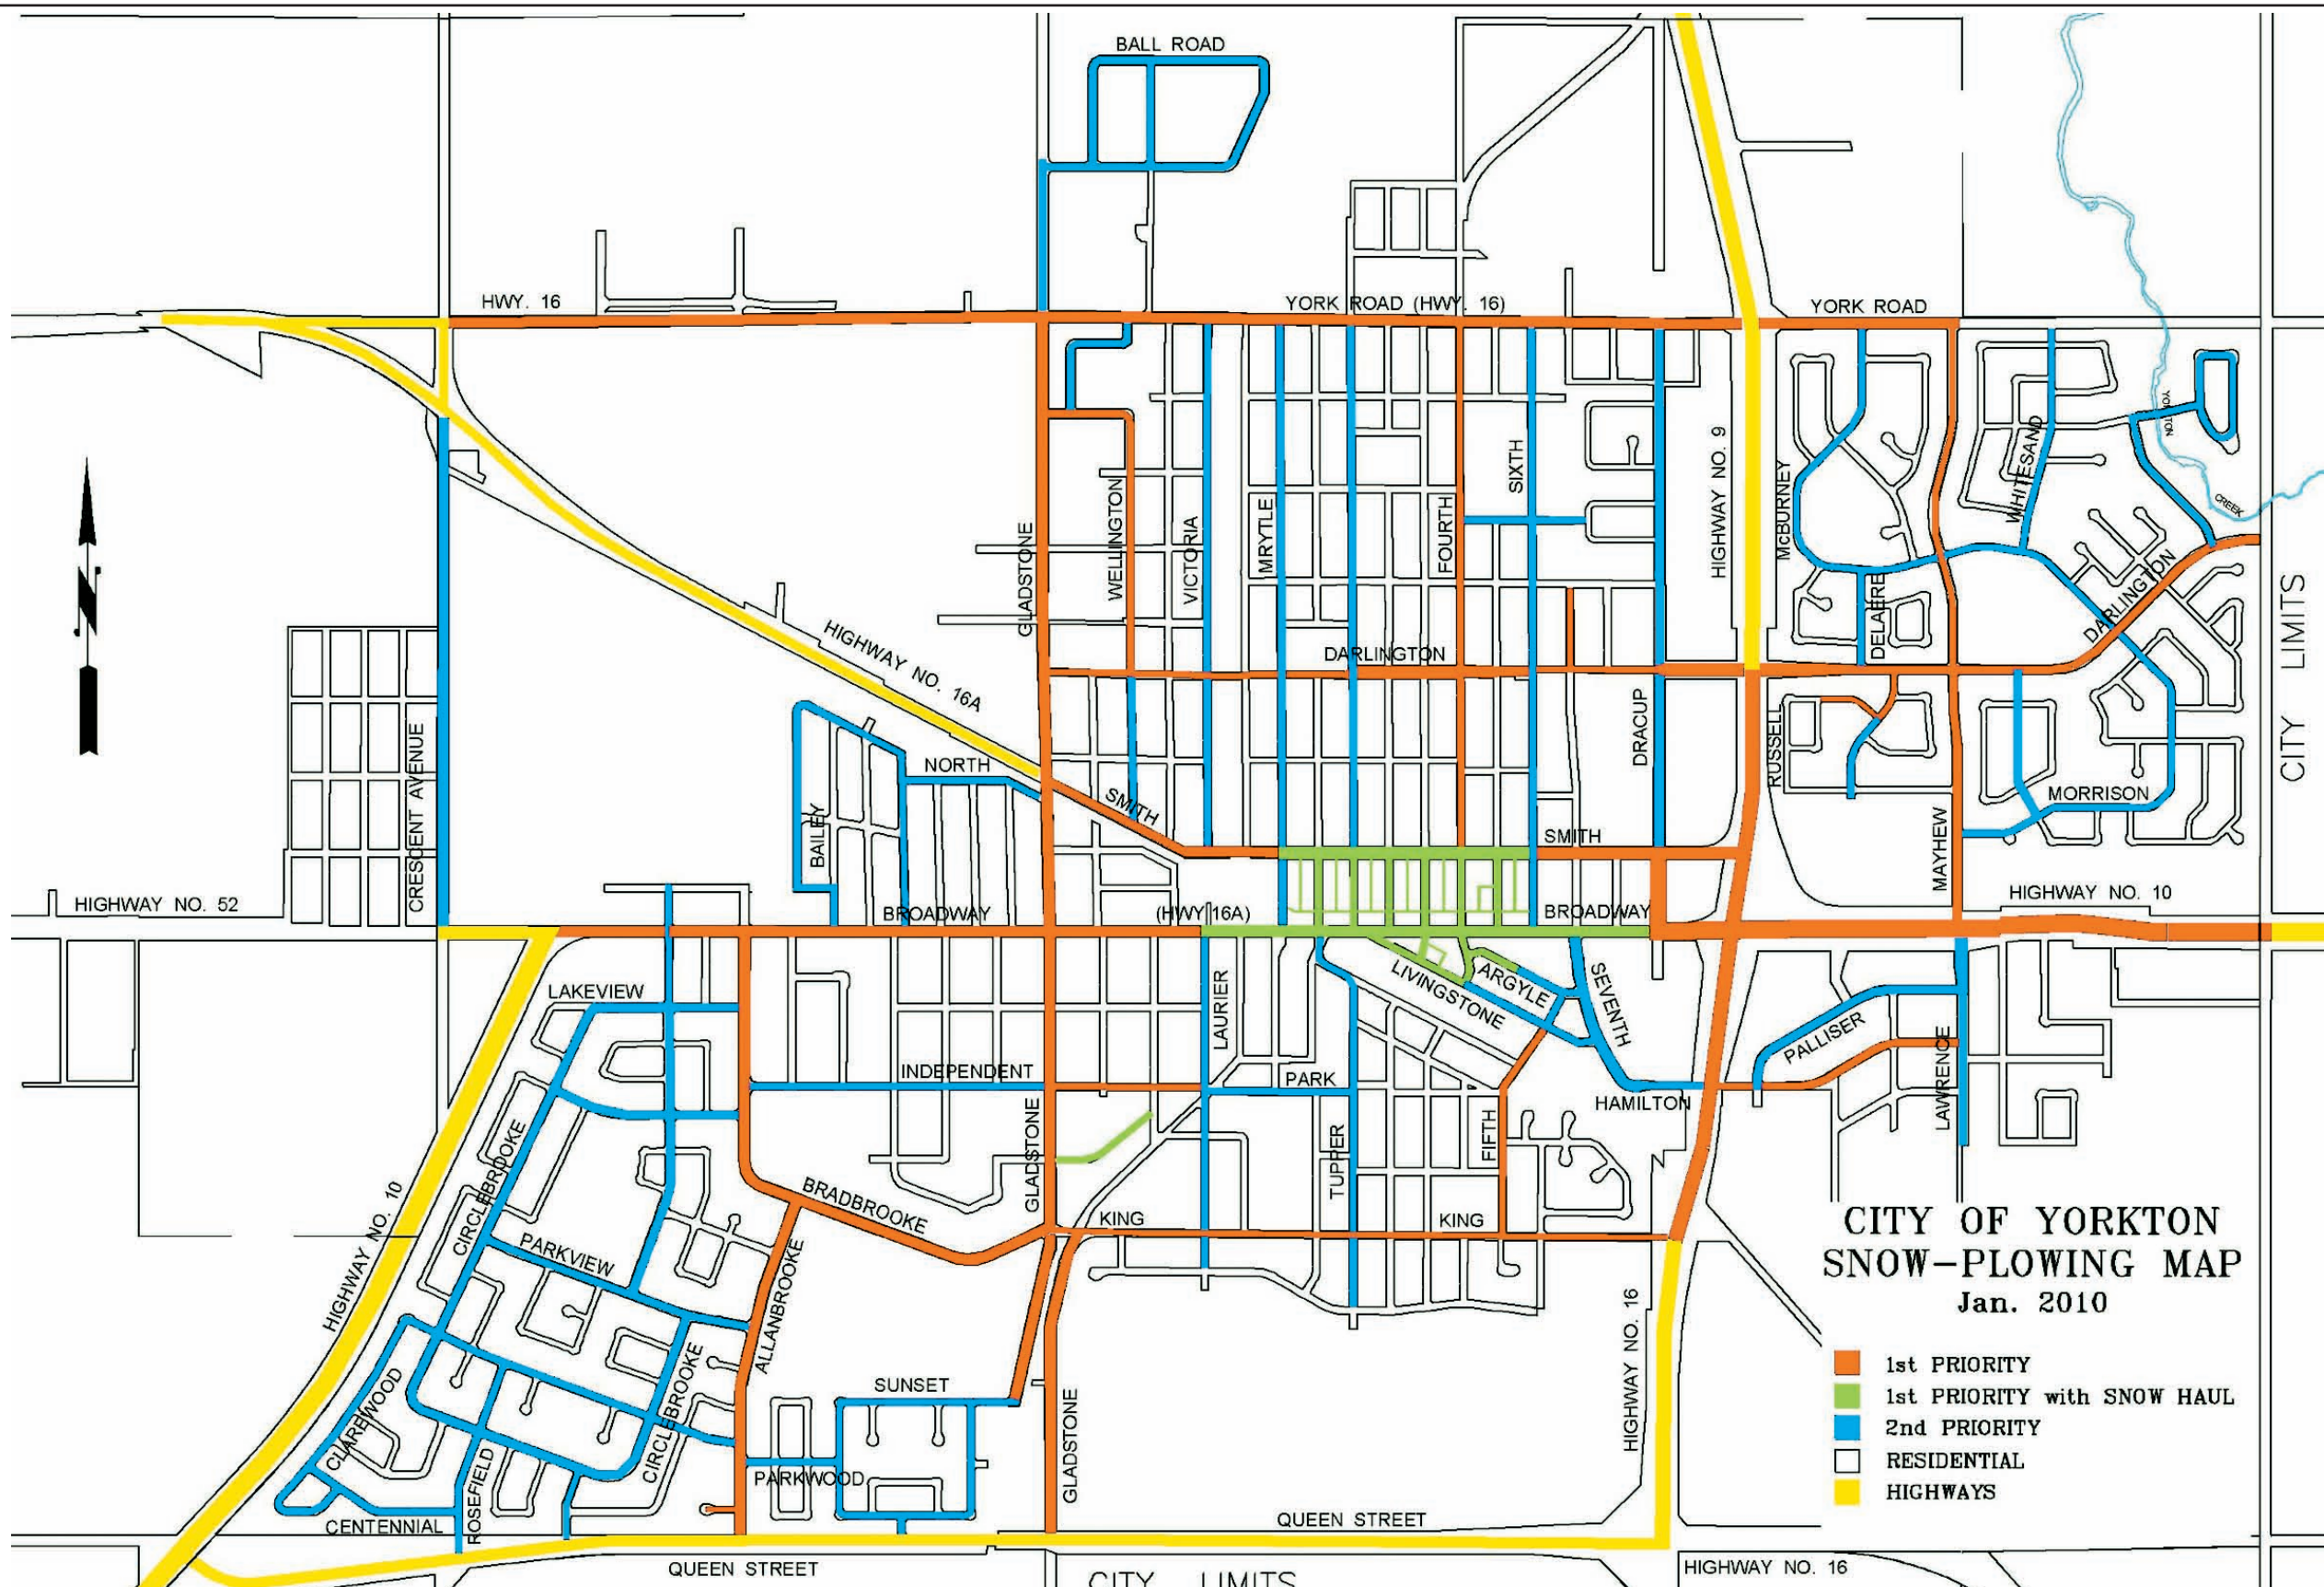 BALL ROAD
HWY. 16
YORK ROAD (HWY. 16)
YORK ROAD
YORKTON
CREEK
WHITESAND
SIXTH
HIGHWAY NO. 9
McBURNEY
WELLINGTON
MRYTLE
FOURTH
VICTORIA
GLADSTONE
DELAERE
DARLINGTON
DARLINGTON
CITY LIMITS
HIGHWAY NO. 16A
CRESCENT AVENUE
NORTH
BAILEY
SMITH
DRACUP
RUSSELL
MORRISON
SMITH
MAYHEW
HIGHWAY NO. 52
BROADWAY
(HWY 16A)
BROADWAY
HIGHWAY NO. 10
LAKEVIEW
LAURIER
LIVINGSTONE
ARGYLE
SEVENTH
PALLISER
LAWRENCE
INDEPENDENT
PARK
HAMILTON
CIRCLEBROOKE
GLADSTONE
TUPPER
FIFTH
HIGHWAY NO. 10
BRADBROOKE
KING
KING
PARKVIEW
ALLANBROOKE
CITY OF YORKTON
SNOW-PLOWING MAP
Jan. 2010
HIGHWAY NO. 16
1st PRIORITY
1st PRIORITY with SNOW HAUL
2nd PRIORITY
RESIDENTIAL
HIGHWAYS
CLAREWOOD
CIRCLEBROOKE
SUNSET
GLADSTONE
ROSEFIELD
PARKWOOD
CENTENNIAL
QUEEN STREET
QUEEN STREET
HIGHWAY NO. 16
CITY LIMITS
N